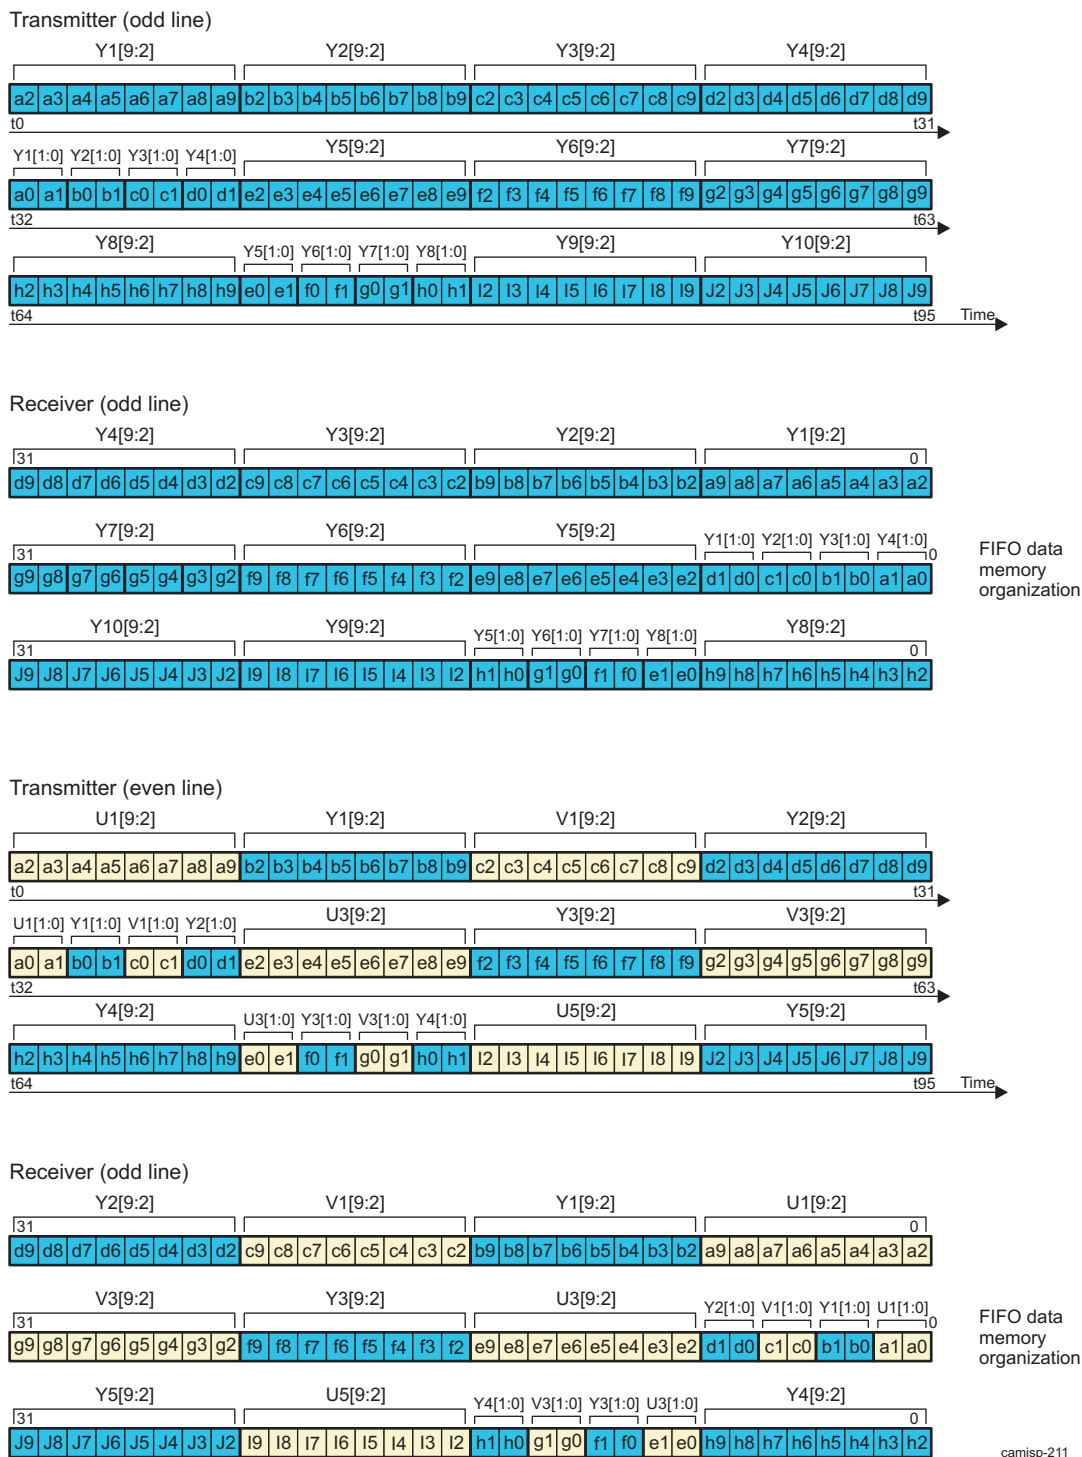 Transmitter (odd line)
Y1[9:2] Y2[9:2] Y3[9:2] Y4[9:2]
a2 a3 a4 a5 a6 a7 a8 a9 b2 b3 b4 b5 b6 b7 b8 b9 c2 c3 c4 c5 c6 c7 c8 c9 d2 d3 d4 d5 d6 d7 d8 d9
t0 t31
Y1[1:0] Y2[1:0] Y3[1:0] Y4[1:0] Y5[9:2] Y6[9:2] Y7[9:2]
a0 a1 b0 b1 c0 c1 d0 d1 e2 e3 e4 e5 e6 e7 e8 e9 f2 f3 f4 f5 f6 f7 f8 f9 g2 g3 g4 g5 g6 g7 g8 g9
t32 t63
Y8[9:2] Y5[1:0] Y6[1:0] Y7[1:0] Y8[1:0] Y9[9:2] Y10[9:2]
h2 h3 h4 h5 h6 h7 h8 h9 e0 e1 f0 f1 g0 g1 h0 h1 I2 I3 I4 I5 I6 I7 I8 I9 J2 J3 J4 J5 J6 J7 J8 J9
t64 t95 Time
Receiver (odd line)
Y4[9:2] Y3[9:2] Y2[9:2] Y1[9:2]
31 0
d9 d8 d7 d6 d5 d4 d3 d2 c9 c8 c7 c6 c5 c4 c3 c2 b9 b8 b7 b6 b5 b4 b3 b2 a9 a8 a7 a6 a5 a4 a3 a2
Y7[9:2] Y6[9:2] Y5[9:2] Y1[1:0] Y2[1:0] Y3[1:0] Y4[1:0]
31 0
g9 g8 g7 g6 g5 g4 g3 g2 f9 f8 f7 f6 f5 f4 f3 f2 e9 e8 e7 e6 e5 e4 e3 e2 d1 d0 c1 c0 b1 b0 a1 a0
FIFO data
memory
organization
Y10[9:2] Y9[9:2] Y5[1:0] Y6[1:0] Y7[1:0] Y8[1:0] Y8[9:2]
31 0
J9 J8 J7 J6 J5 J4 J3 J2 I9 I8 I7 I6 I5 I4 I3 I2 h1 h0 g1 g0 f1 f0 e1 e0 h9 h8 h7 h6 h5 h4 h3 h2
Transmitter (even line)
U1[9:2] Y1[9:2] V1[9:2] Y2[9:2]
a2 a3 a4 a5 a6 a7 a8 a9 b2 b3 b4 b5 b6 b7 b8 b9 c2 c3 c4 c5 c6 c7 c8 c9 d2 d3 d4 d5 d6 d7 d8 d9
t0 t31
U1[1:0] Y1[1:0] V1[1:0] Y2[1:0] U3[9:2] Y3[9:2] V3[9:2]
a0 a1 b0 b1 c0 c1 d0 d1 e2 e3 e4 e5 e6 e7 e8 e9 f2 f3 f4 f5 f6 f7 f8 f9 g2 g3 g4 g5 g6 g7 g8 g9
t32 t63
Y4[9:2] U3[1:0] Y3[1:0] V3[1:0] Y4[1:0] U5[9:2] Y5[9:2]
h2 h3 h4 h5 h6 h7 h8 h9 e0 e1 f0 f1 g0 g1 h0 h1 I2 I3 I4 I5 I6 I7 I8 I9 J2 J3 J4 J5 J6 J7 J8 J9
t64 t95 Time
Receiver (odd line)
Y2[9:2] V1[9:2] Y1[9:2] U1[9:2]
31 0
d9 d8 d7 d6 d5 d4 d3 d2 c9 c8 c7 c6 c5 c4 c3 c2 b9 b8 b7 b6 b5 b4 b3 b2 a9 a8 a7 a6 a5 a4 a3 a2
V3[9:2] Y3[9:2] U3[9:2] Y2[1:0] V1[1:0] Y1[1:0] U1[1:0]
31 0
g9 g8 g7 g6 g5 g4 g3 g2 f9 f8 f7 f6 f5 f4 f3 f2 e9 e8 e7 e6 e5 e4 e3 e2 d1 d0 c1 c0 b1 b0 a1 a0
FIFO data
memory
organization
Y5[9:2] U5[9:2] Y4[1:0] V3[1:0] Y3[1:0] U3[1:0] Y4[9:2]
31 0
J9 J8 J7 J6 J5 J4 J3 J2 I9 I8 I7 I6 I5 I4 I3 I2 h1 h0 g1 g0 f1 f0 e1 e0 h9 h8 h7 h6 h5 h4 h3 h2
camisp-211